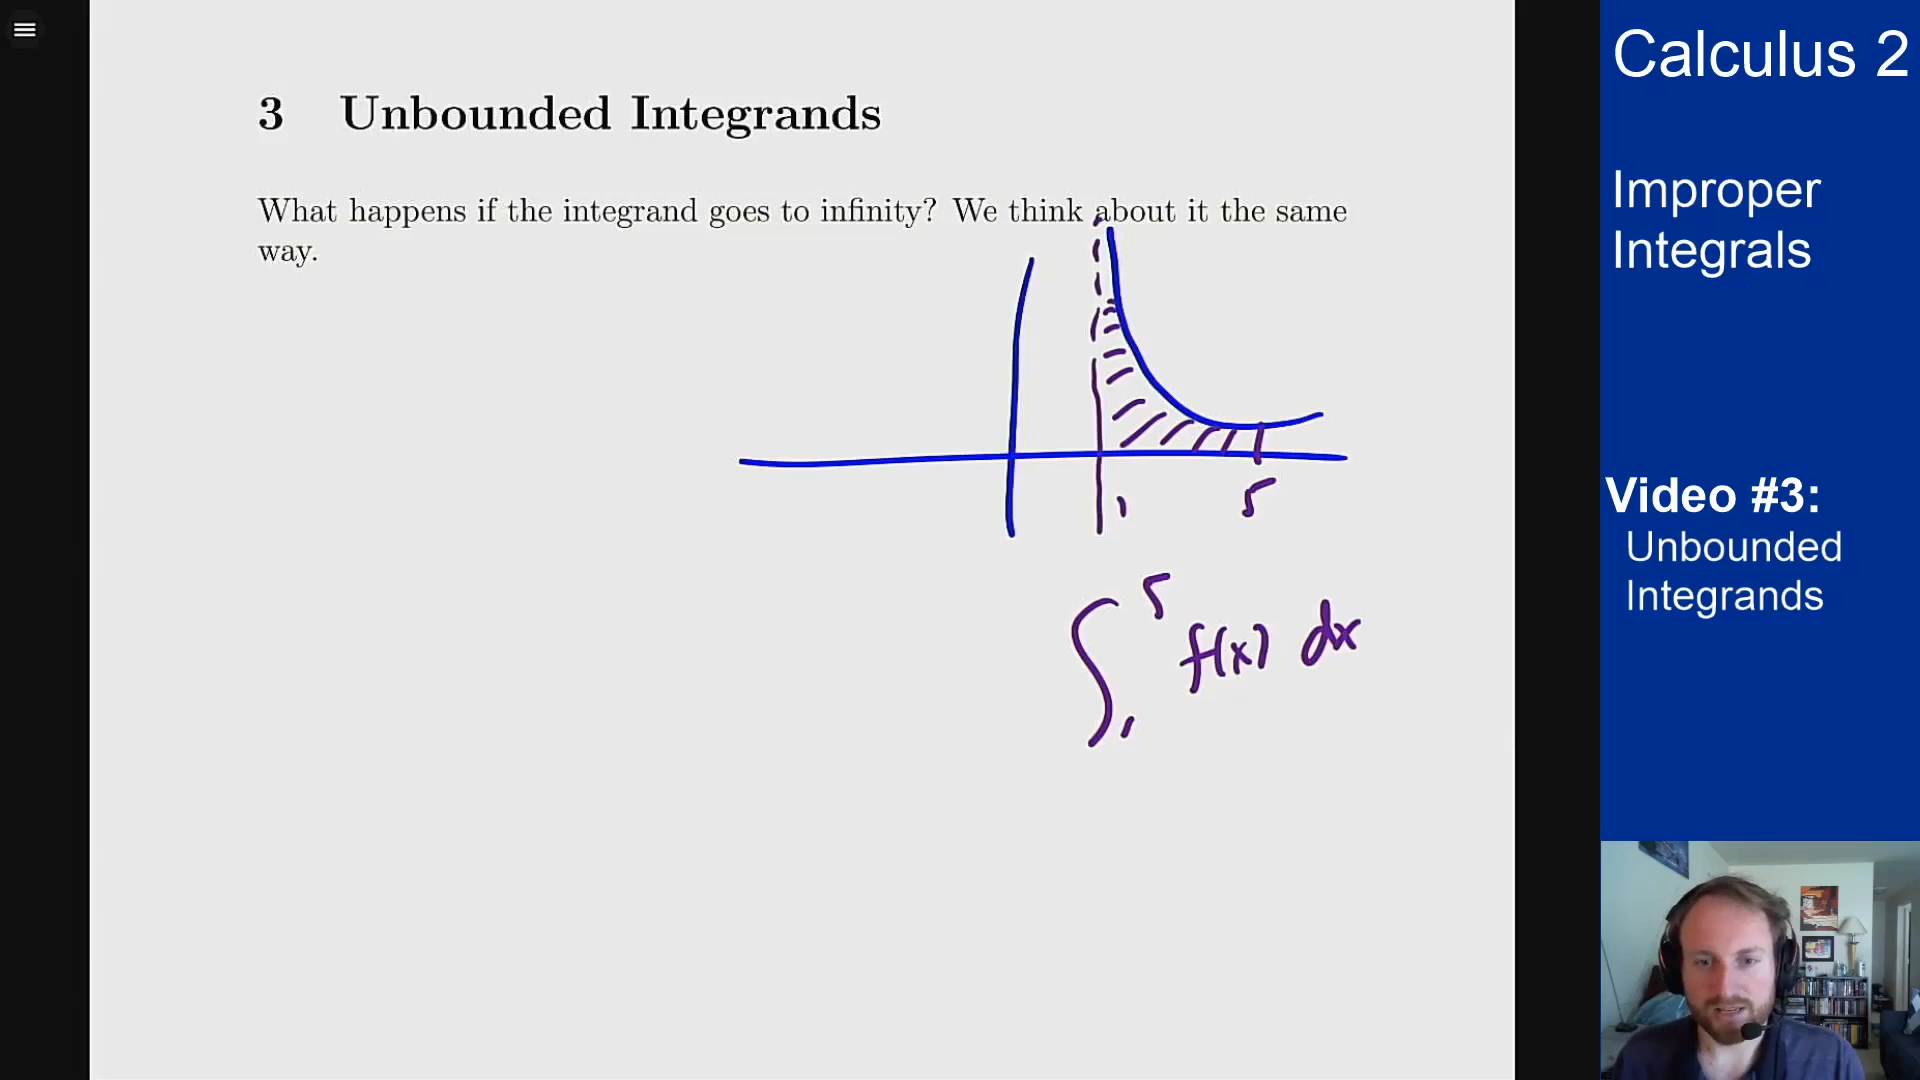 3 Unbounded Integrands
What happens if the integrand goes to infinity? We think about it the same
way.
1 5
∫₁⁵ f(x) dx
Calculus 2
Improper
Integrals
Video #3:
Unbounded
Integrands